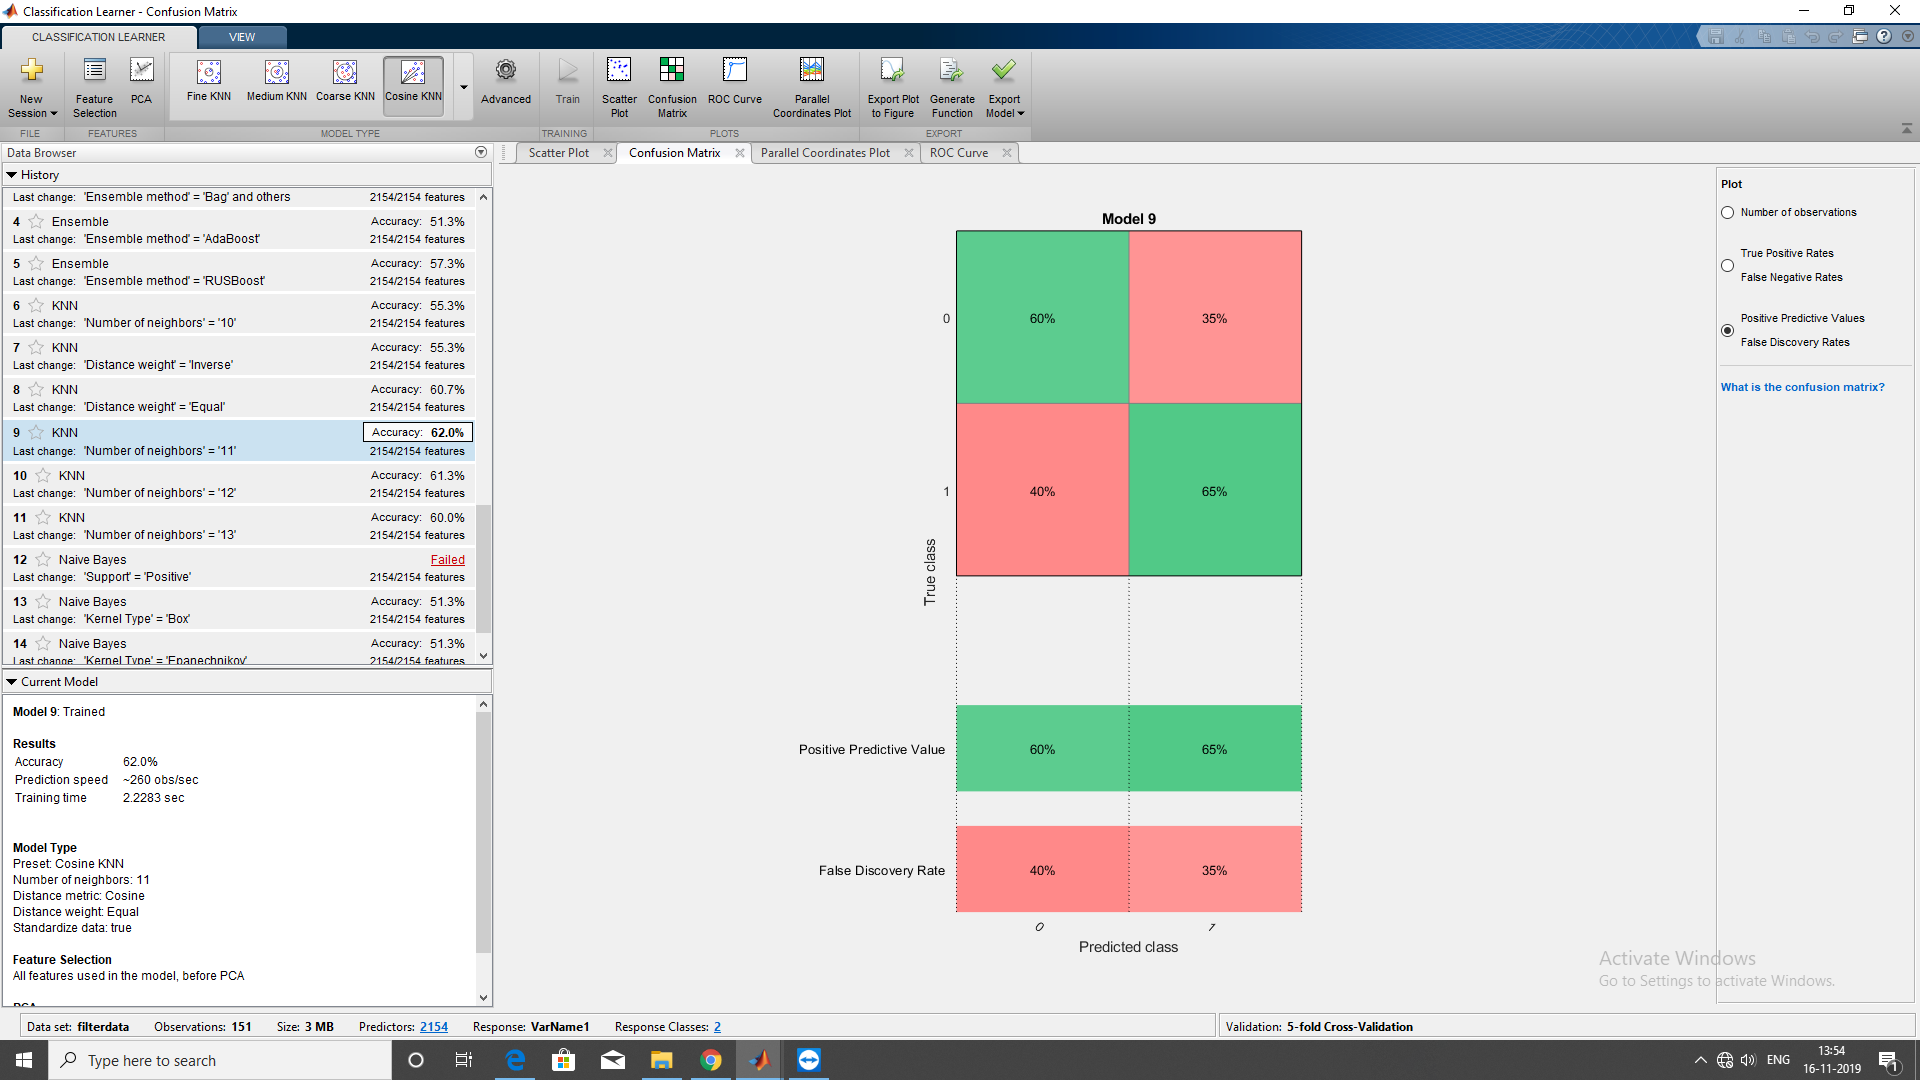 Classification Learner - Confusion Matrix
CLASSIFICATION LEARNER VIEW
New Session
Feature Selection
PCA
Fine KNN
Medium KNN
Coarse KNN
Cosine KNN
Advanced
Train
Scatter Plot
Confusion Matrix
ROC Curve
Parallel Coordinates Plot
Export Plot to Figure
Generate Function
Export Model
FILE FEATURES MODEL TYPE TRAINING PLOTS EXPORT
Data Browser
History
Last change: 'Ensemble method' = 'Bag' and others 2154/2154 features
4 Ensemble Accuracy: 51.3%
Last change: 'Ensemble method' = 'AdaBoost' 2154/2154 features
5 Ensemble Accuracy: 57.3%
Last change: 'Ensemble method' = 'RUSBoost' 2154/2154 features
6 KNN Accuracy: 55.3%
Last change: 'Number of neighbors' = '10' 2154/2154 features
7 KNN Accuracy: 55.3%
Last change: 'Distance weight' = 'Inverse' 2154/2154 features
8 KNN Accuracy: 60.7%
Last change: 'Distance weight' = 'Equal' 2154/2154 features
9 KNN Accuracy: 62.0%
Last change: 'Number of neighbors' = '11' 2154/2154 features
10 KNN Accuracy: 61.3%
Last change: 'Number of neighbors' = '12' 2154/2154 features
11 KNN Accuracy: 60.0%
Last change: 'Number of neighbors' = '13' 2154/2154 features
12 Naive Bayes Failed
Last change: 'Support' = 'Positive' 2154/2154 features
13 Naive Bayes Accuracy: 51.3%
Last change: 'Kernel Type' = 'Box' 2154/2154 features
14 Naive Bayes Accuracy: 51.3%
Last change: 'Kernel Type' = 'Epanechnikov' 2154/2154 features
Current Model
Model 9: Trained
Results
Accuracy 62.0%
Prediction speed ~260 obs/sec
Training time 2.2283 sec
Model Type
Preset: Cosine KNN
Number of neighbors: 11
Distance metric: Cosine
Distance weight: Equal
Standardize data: true
Feature Selection
All features used in the model, before PCA
PCA
Scatter Plot Confusion Matrix Parallel Coordinates Plot ROC Curve
Model 9
0 60% 35%
1 40% 65%
True class
Positive Predictive Value 60% 65%
False Discovery Rate 40% 35%
0 1
Predicted class
Plot
Number of observations
True Positive Rates
False Negative Rates
Positive Predictive Values
False Discovery Rates
What is the confusion matrix?
Activate Windows
Go to Settings to activate Windows.
Data set: filterdata Observations: 151 Size: 3 MB Predictors: 2154 Response: VarName1 Response Classes: 2 Validation: 5-fold Cross-Validation
Type here to search
ENG
13:54
16-11-2019
1